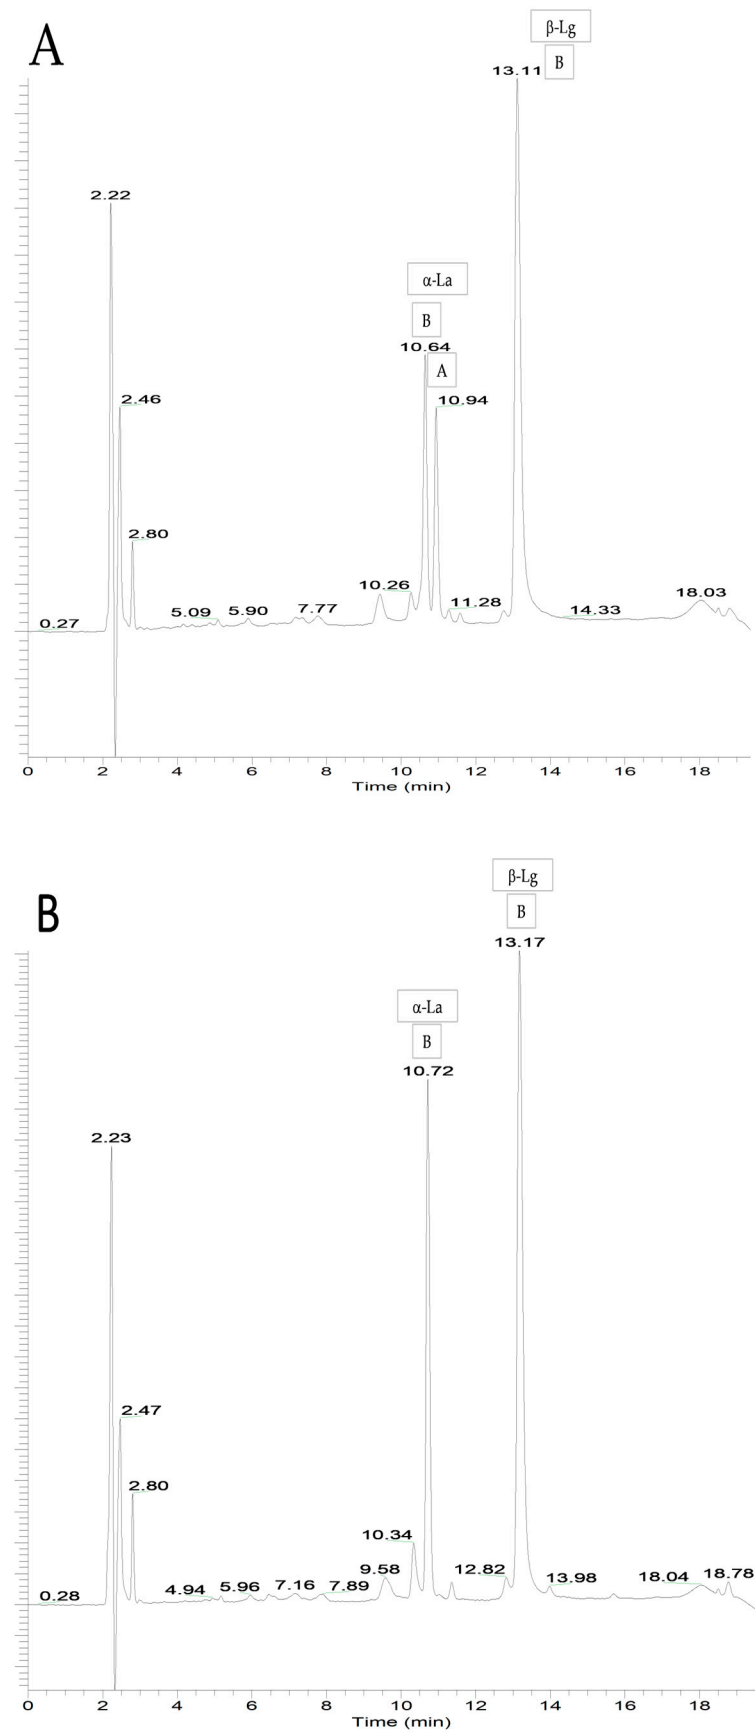 A
β-Lg
B
13.11
2.22
α-La
B
10.64
A
2.46
10.94
2.80
10.26
0.27
5.09
5.90
7.77
11.28
14.33
18.03
0 2 4 6 8 10 12 14 16 18
Time (min)
B
β-Lg
B
13.17
α-La
B
10.72
2.23
2.47
2.80
10.34
0.28
4.94
5.96
7.16
7.89
9.58
12.82
13.98
18.04
18.78
0 2 4 6 8 10 12 14 16 18
Time (min)